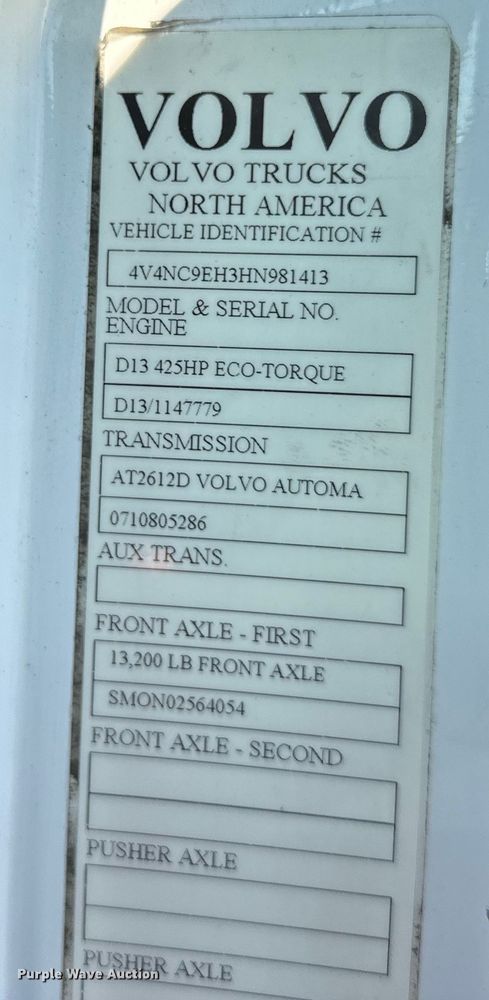 VOLVO
VOLVO TRUCKS
NORTH AMERICA
VEHICLE IDENTIFICATION #
4V4NC9EH3HN981413
MODEL & SERIAL NO.
ENGINE
D13 425HP ECO-TORQUE
D13/1147779
TRANSMISSION
AT2612D VOLVO AUTOMA
0710805286
AUX TRANS.
FRONT AXLE - FIRST
13,200 LB FRONT AXLE
SMON02564054
FRONT AXLE - SECOND
PUSHER AXLE
PUSHER AXLE
Purple Wave Auction